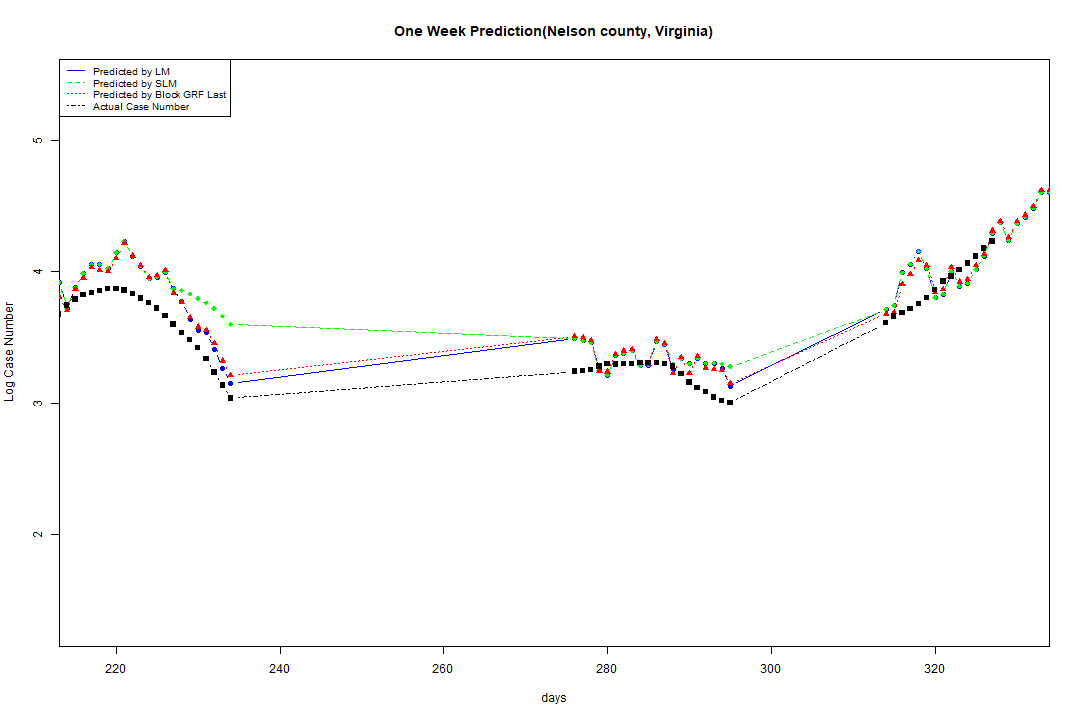 One Week Prediction(Nelson county, Virginia)
Predicted by LM
Predicted by SLM
Predicted by Block GRF Last
Actual Case Number
5
4
3
2
Log Case Number
220 240 260 280 300 320
days